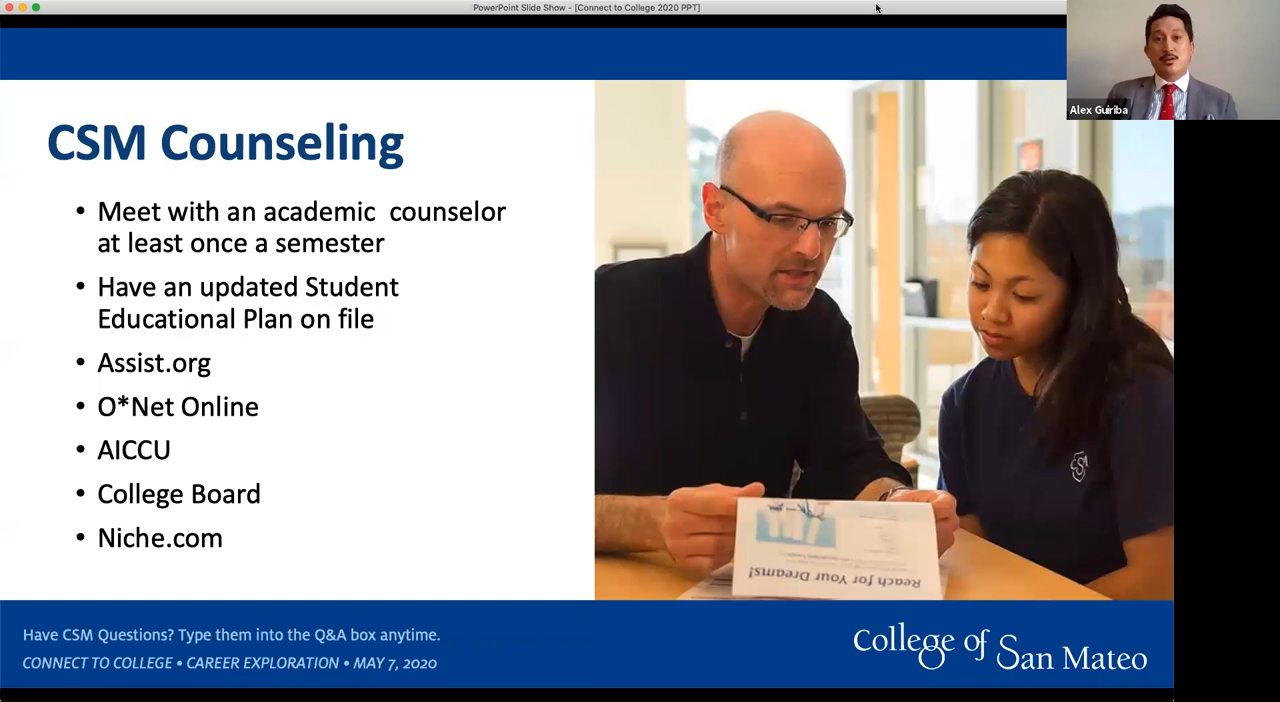 PowerPoint Slide Show - [Connect to College 2020 PPT]
Alex Guiriba
CSM Counseling
• Meet with an academic counselor
at least once a semester
• Have an updated Student
Educational Plan on file
• Assist.org
• O*Net Online
• AICCU
• College Board
• Niche.com
Reach for Your Dreams!
Have CSM Questions? Type them into the Q&A box anytime.
CONNECT TO COLLEGE • CAREER EXPLORATION • MAY 7, 2020
College of
San Mateo